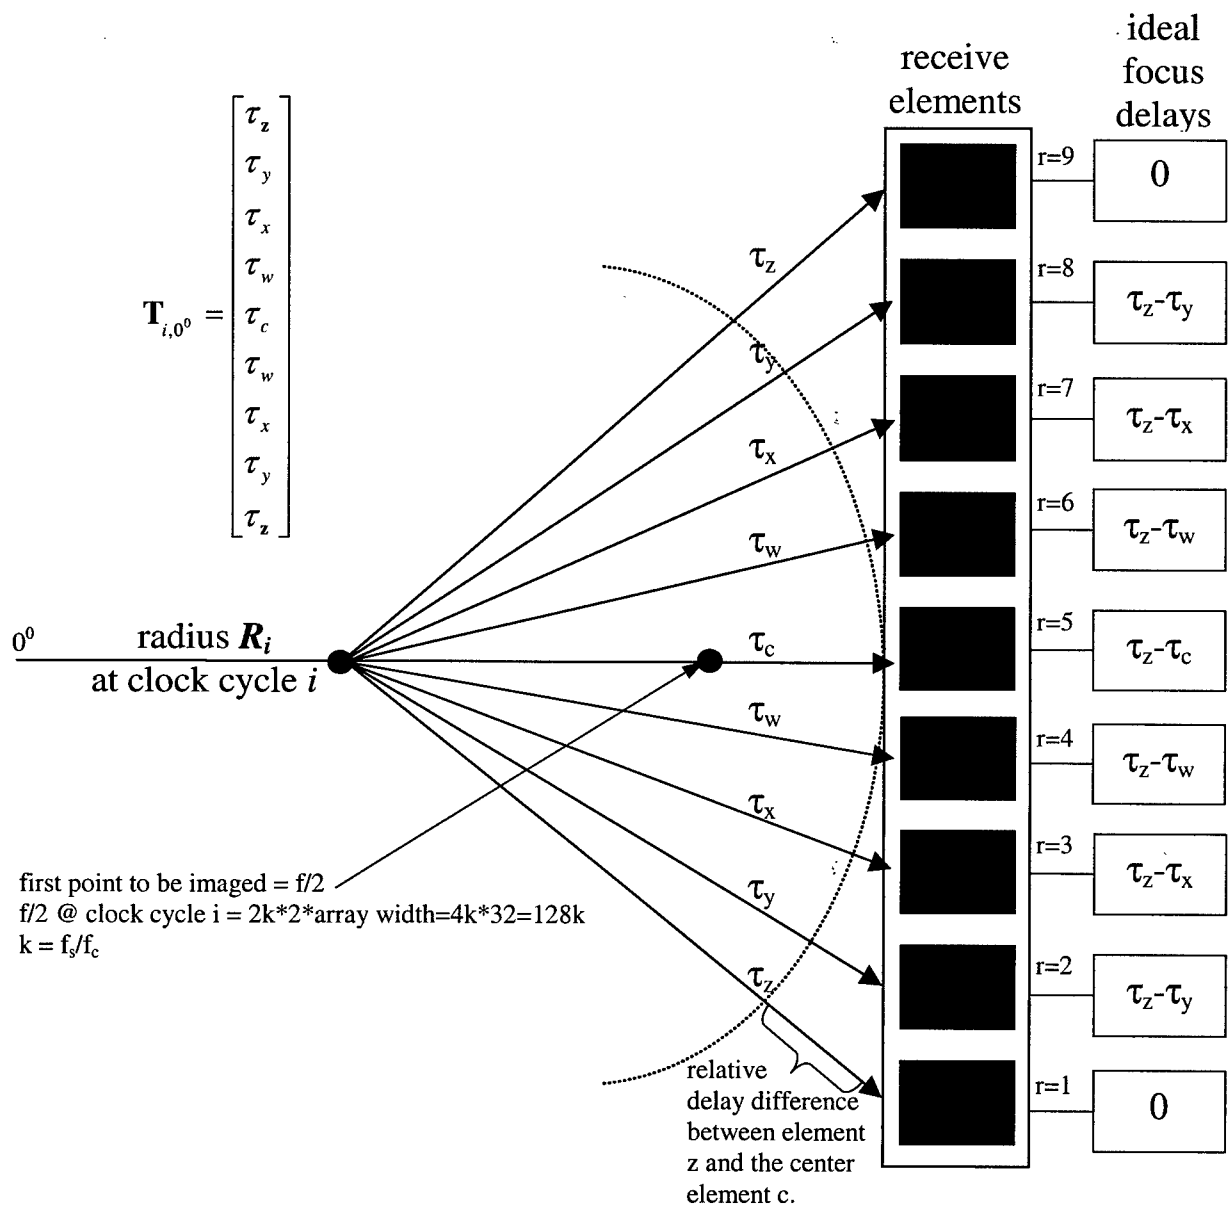 ideal
focus
delays
receive
elements
T_{i,0^0} =
τ_z
τ_y
τ_x
τ_w
τ_c
τ_w
τ_x
τ_y
τ_z
τ_z
τ_y
τ_x
τ_w
τ_c
τ_w
τ_x
τ_y
τ_z
r=9
0
r=8
τ_z-τ_y
r=7
τ_z-τ_x
r=6
τ_z-τ_w
r=5
τ_z-τ_c
r=4
τ_z-τ_w
r=3
τ_z-τ_x
r=2
τ_z-τ_y
r=1
0
0^0
radius R_i
at clock cycle i
first point to be imaged = f/2
f/2 @ clock cycle i = 2k*2*array width=4k*32=128k
k = f_s/f_c
relative
delay difference
between element
z and the center
element c.